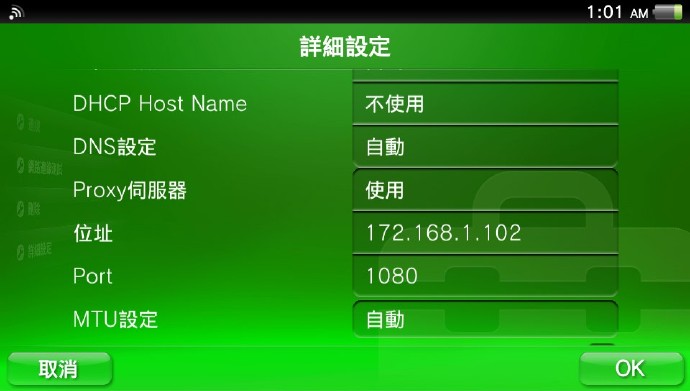 1:01 AM
詳細設定
DHCP Host Name 不使用
DNS設定 自動
Proxy伺服器 使用
位址 172.168.1.102
Port 1080
MTU設定 自動
取消 OK